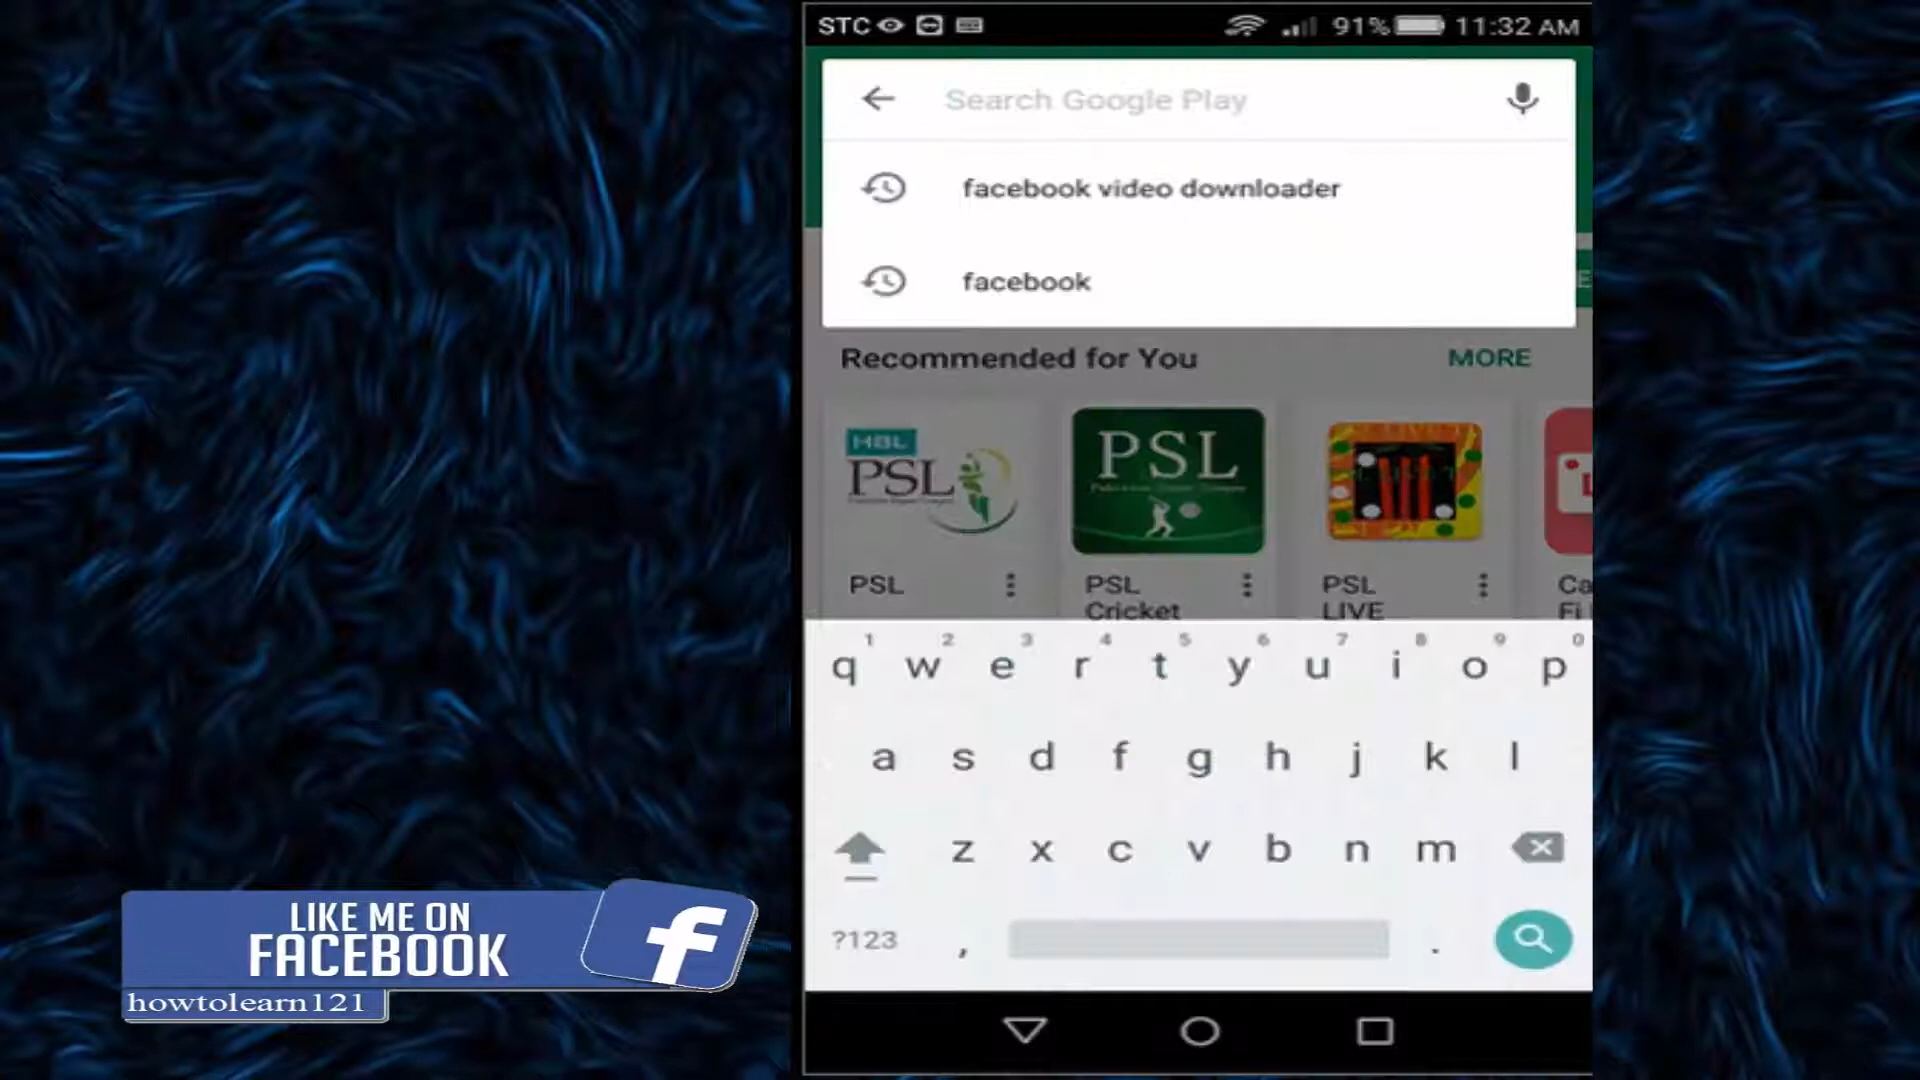 STC 91% 11:32 AM
Search Google Play
facebook video downloader
facebook
Recommended for You MORE
HBL
PSL
PSL
PSL
PSL
Cricket
PSL
LIVE
Ca
Fi
1 2 3 4 5 6 7 8 9 0
q w e r t y u i o p
a s d f g h j k l
z x c v b n m
?123 , .
LIKE ME ON
FACEBOOK
f
howtolearn121